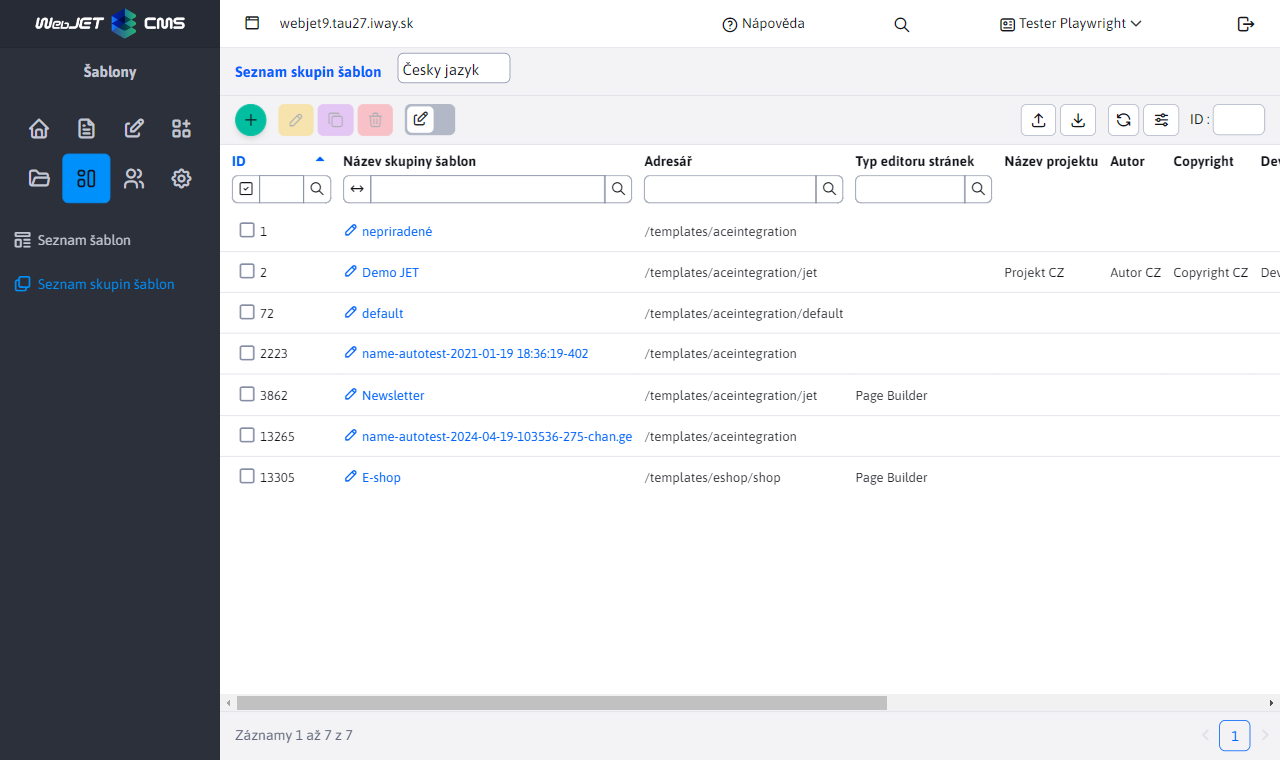 WebJET CMS
webjet9.tau27.iway.sk
Nápověda
Tester Playwright
Šablony
Seznam skupin šablon
Česky jazyk
ID :
Seznam šablon
Seznam skupin šablon
ID Název skupiny šablon Adresář Typ editoru stránek Název projektu Autor Copyright Dev
1 nepriradené /templates/aceintegration
2 Demo JET /templates/aceintegration/jet Projekt CZ Autor CZ Copyright CZ Deve
72 default /templates/aceintegration/default
2223 name-autotest-2021-01-19 18:36:19-402 /templates/aceintegration
3862 Newsletter /templates/aceintegration/jet Page Builder
13265 name-autotest-2024-04-19-103536-275-chan.ge /templates/aceintegration
13305 E-shop /templates/eshop/shop Page Builder
Záznamy 1 až 7 z 7
1